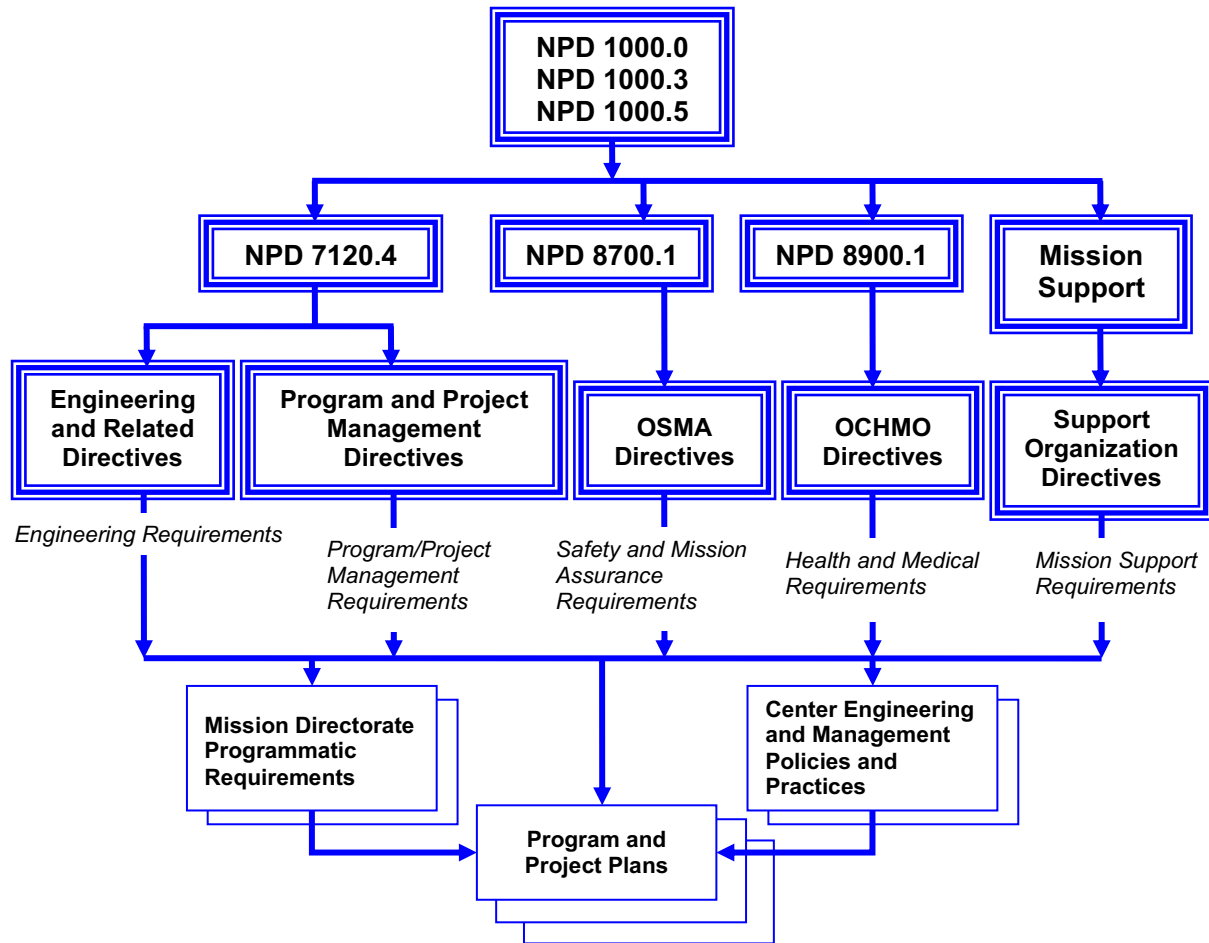 NPD 1000.0
NPD 1000.3
NPD 1000.5
NPD 7120.4
NPD 8700.1
NPD 8900.1
Mission
Support
Engineering
and Related
Directives
Program and Project
Management
Directives
OSMA
Directives
OCHMO
Directives
Support
Organization
Directives
Engineering Requirements
Program/Project
Management
Requirements
Safety and Mission
Assurance
Requirements
Health and Medical
Requirements
Mission Support
Requirements
Mission Directorate
Programmatic
Requirements
Center Engineering
and Management
Policies and
Practices
Program and
Project Plans